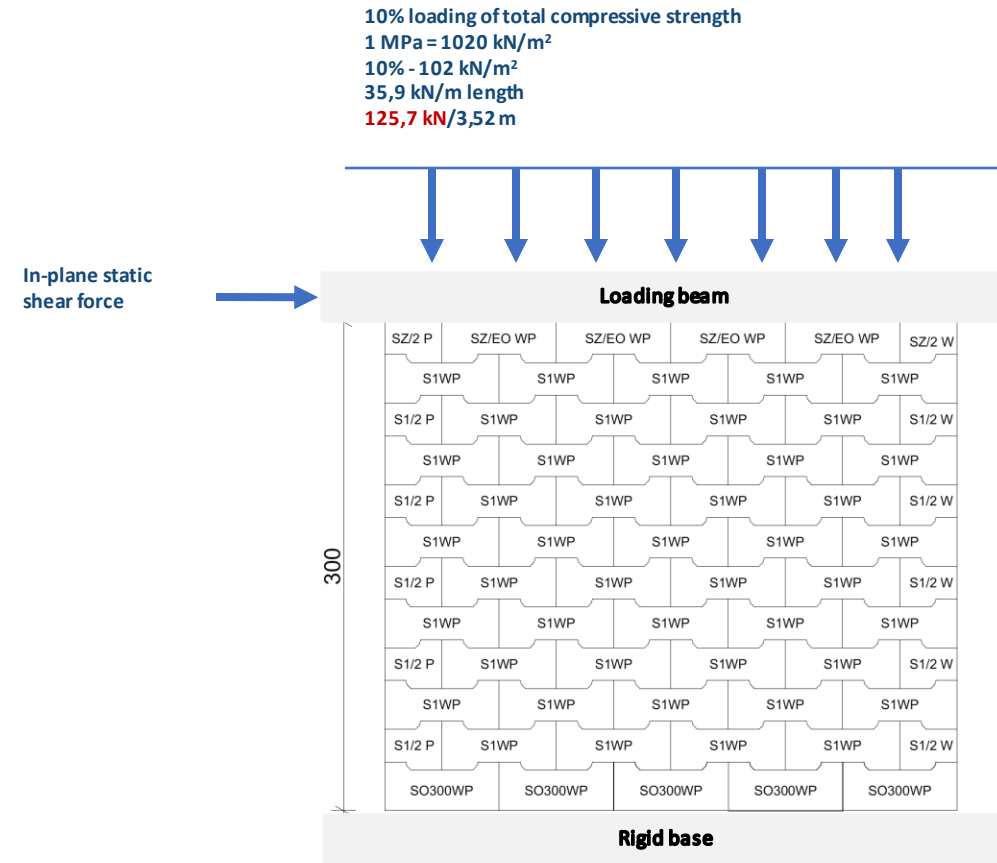 10% loading of total compressive strength
1 MPa = 1020 kN/m²
10% - 102 kN/m²
35,9 kN/m length
125,7 kN/3,52 m
In-plane static
shear force
Loading beam
SZ/2 P SZ/EO WP SZ/EO WP SZ/EO WP SZ/EO WP SZ/2 W
S1WP S1WP S1WP S1WP S1WP
S1/2 P S1WP S1WP S1WP S1WP S1/2 W
S1WP S1WP S1WP S1WP S1WP
S1/2 P S1WP S1WP S1WP S1WP S1/2 W
S1WP S1WP S1WP S1WP S1WP
300
S1/2 P S1WP S1WP S1WP S1WP S1/2 W
S1WP S1WP S1WP S1WP S1WP
S1/2 P S1WP S1WP S1WP S1WP S1/2 W
S1WP S1WP S1WP S1WP S1WP
S1/2 P S1WP S1WP S1WP S1WP S1/2 W
SO300WP SO300WP SO300WP SO300WP SO300WP
Rigid base